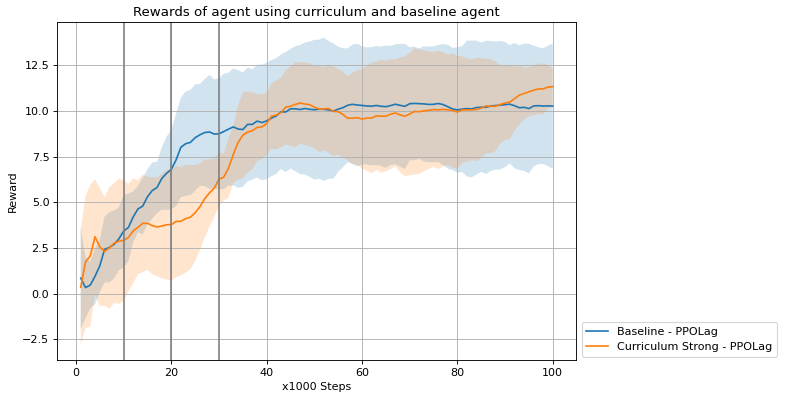 Rewards of agent using curriculum and baseline agent
12.5
10.0
7.5
5.0
2.5
0.0
−2.5
Reward
0 20 40 60 80 100
x1000 Steps
Baseline - PPOLag
Curriculum Strong - PPOLag